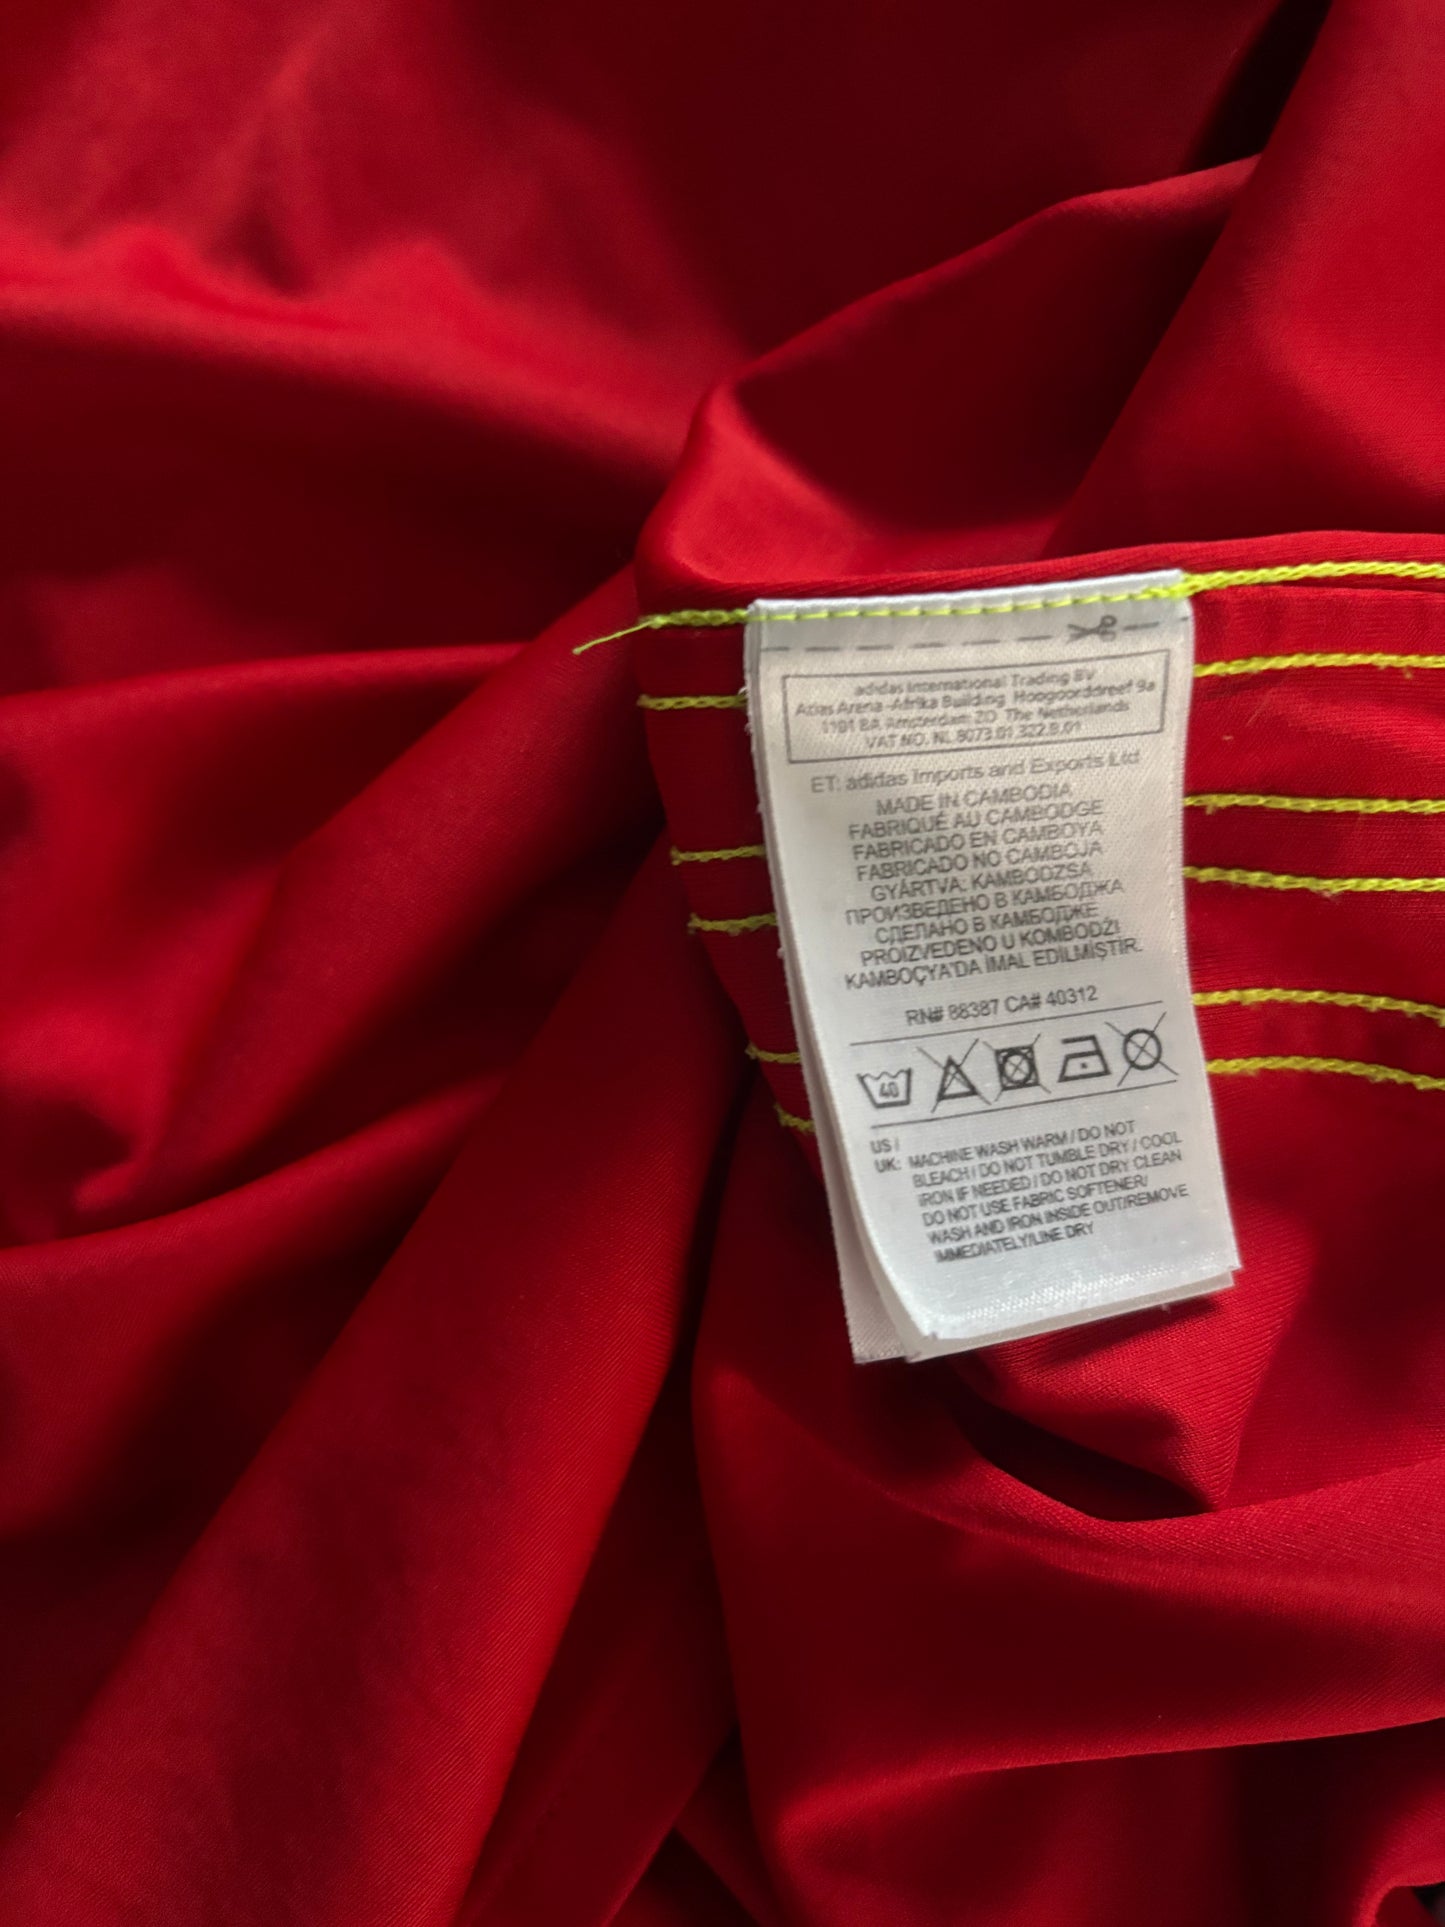 adidas International Trading BV
Atlas Arena -Afrika Building Hoogoorddreef 9a
1101 BA Amsterdam ZO The Netherlands
VAT NO. NL 8073.01.322.B.01
ET: adidas Imports and Exports Ltd
MADE IN CAMBODIA
FABRIQUÉ AU CAMBODGE
FABRICADO EN CAMBOYA
FABRICADO NO CAMBOJA
GYÁRTVA: KAMBODZSA
ПРОИЗВЕДЕНО В КАМБОДЖА
СДЕЛАНО В КАМБОДЖЕ
PROIZVEDENO U KOMBODŽI
KAMBOÇYA'DA İMAL EDİLMİŞTİR.
RN# 88387 CA# 40312
40
US /
UK: MACHINE WASH WARM / DO NOT
BLEACH / DO NOT TUMBLE DRY / COOL
IRON IF NEEDED / DO NOT DRY CLEAN
DO NOT USE FABRIC SOFTENER/
WASH AND IRON INSIDE OUT/REMOVE
IMMEDIATELY/LINE DRY